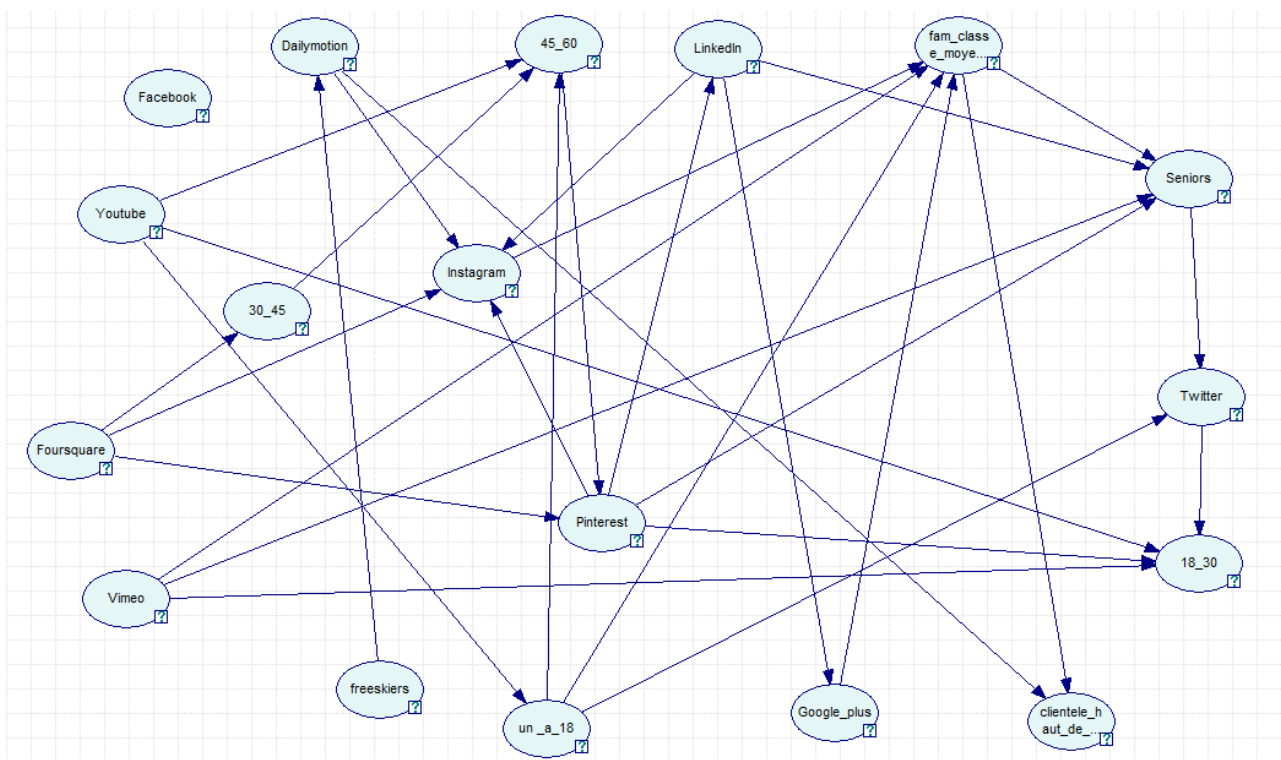 Dailymotion
?
45_60
?
LinkedIn
?
fam_class
e_moye...
?
Facebook
?
Seniors
?
Youtube
?
Instagram
?
30_45
?
Twitter
?
Foursquare
?
Pinterest
?
18_30
?
Vimeo
?
freeskiers
?
un _a_18
?
Google_plus
?
clientele_h
aut_de_...
?